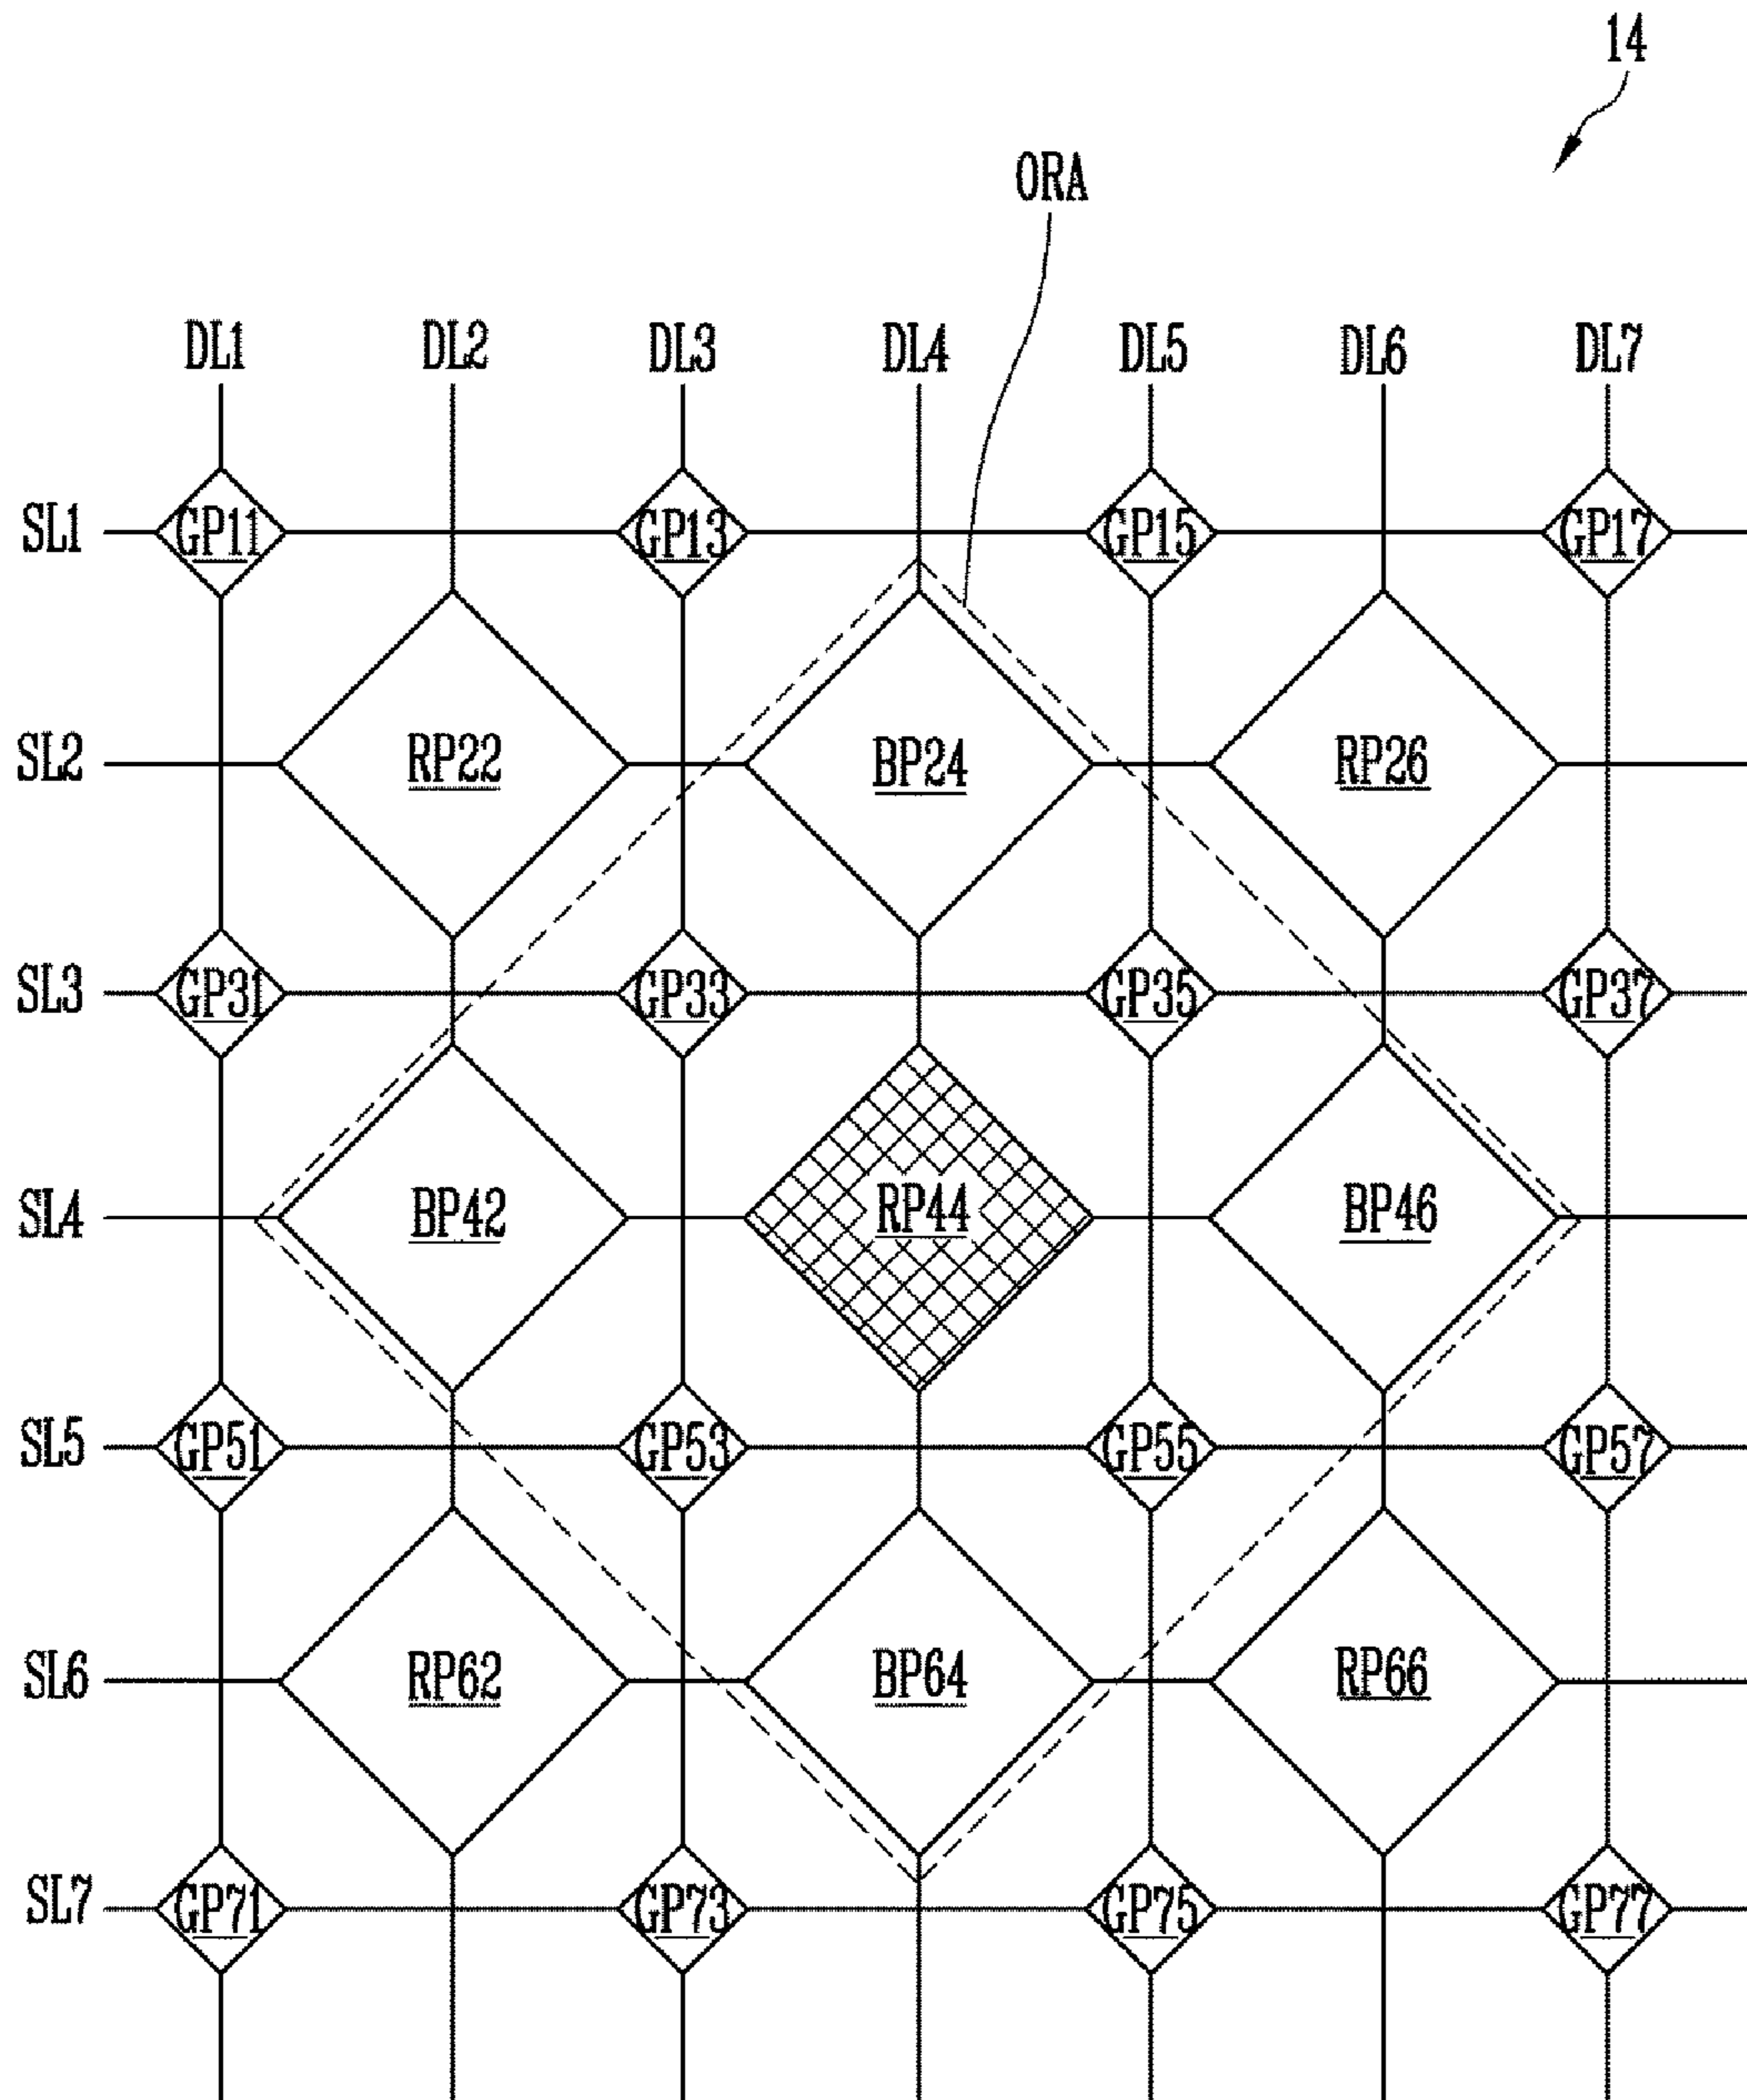 14
ORA
DL1 DL2 DL3 DL4 DL5 DL6 DL7
SL1 GP11 GP13 GP15 GP17
SL2 RP22 BP24 RP26
SL3 GP31 GP33 GP35 GP37
SL4 BP42 RP44 BP46
SL5 GP51 GP53 GP55 GP57
SL6 RP62 BP64 RP66
SL7 GP71 GP73 GP75 GP77